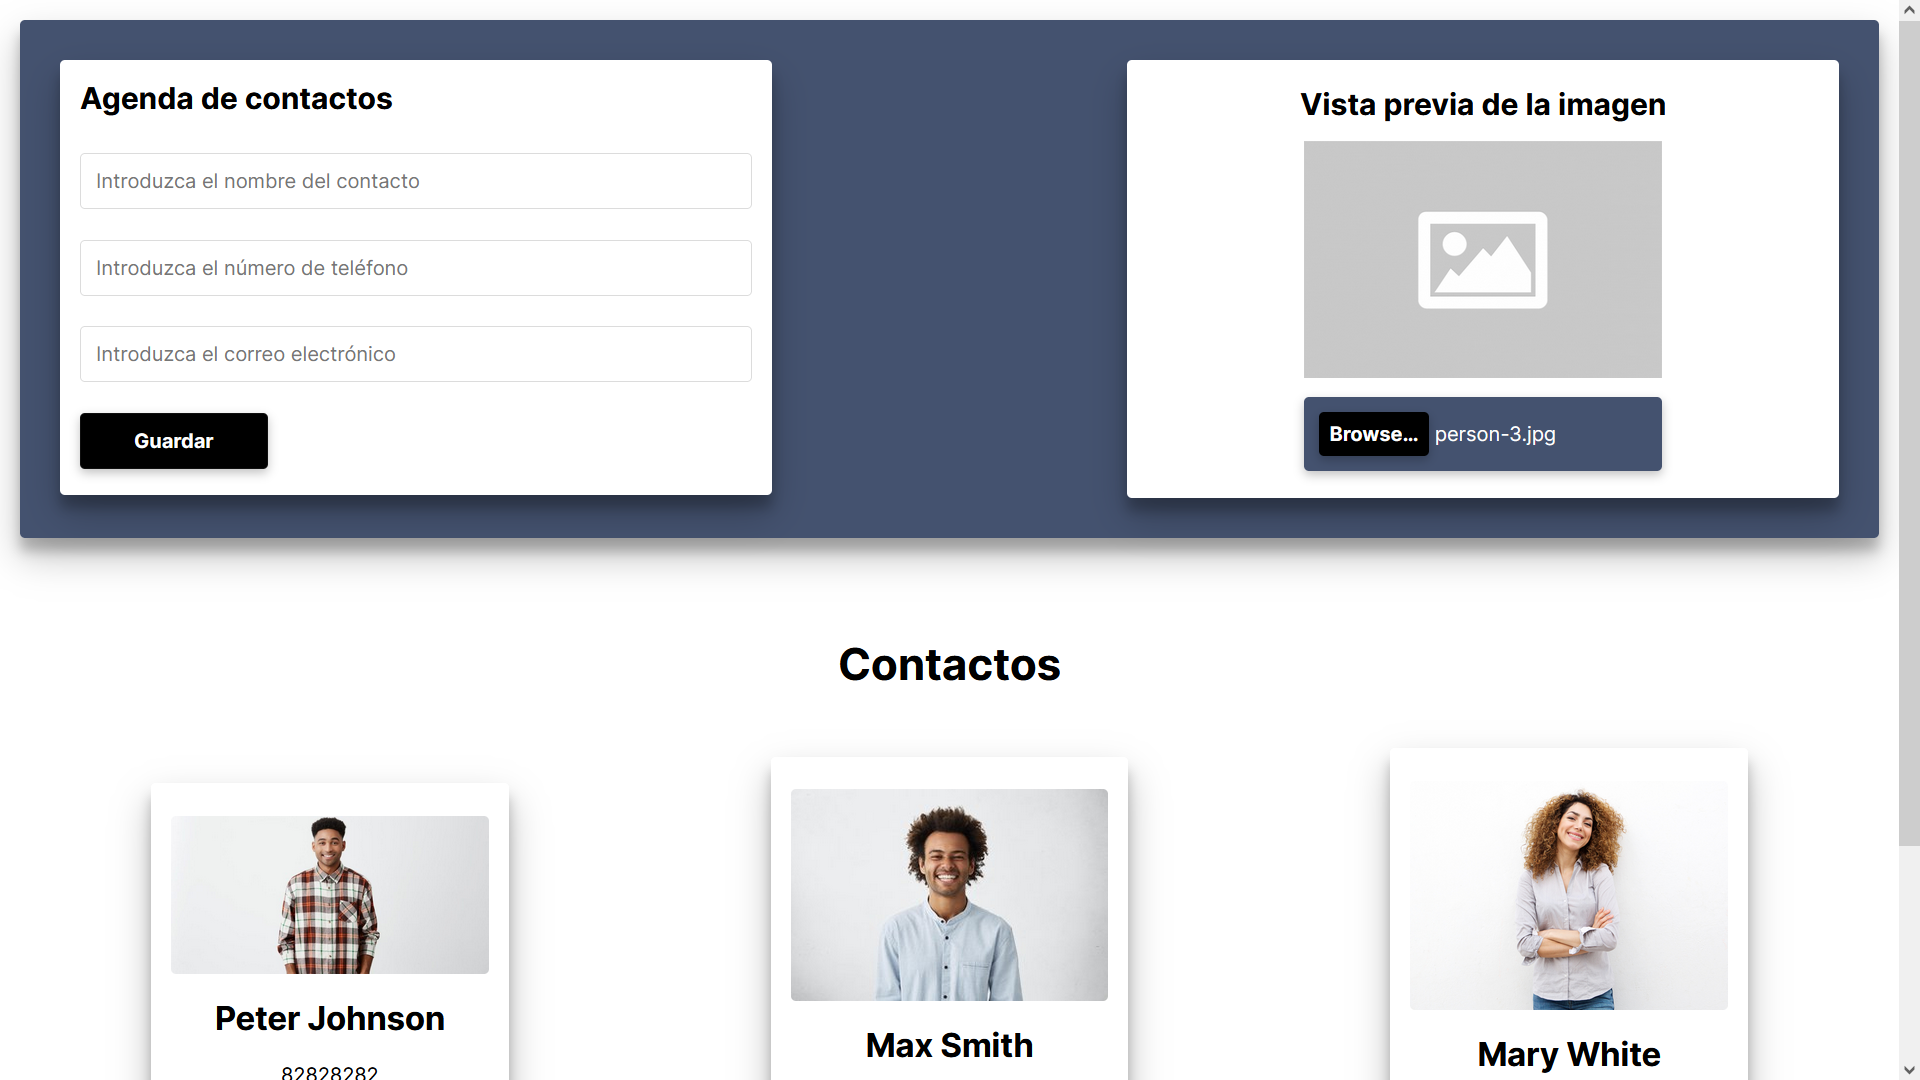 Agenda de contactos
Introduzca el nombre del contacto
Introduzca el número de teléfono
Introduzca el correo electrónico
Guardar
Vista previa de la imagen
Browse... person-3.jpg
Contactos
Peter Johnson
82828282
Max Smith
Mary White